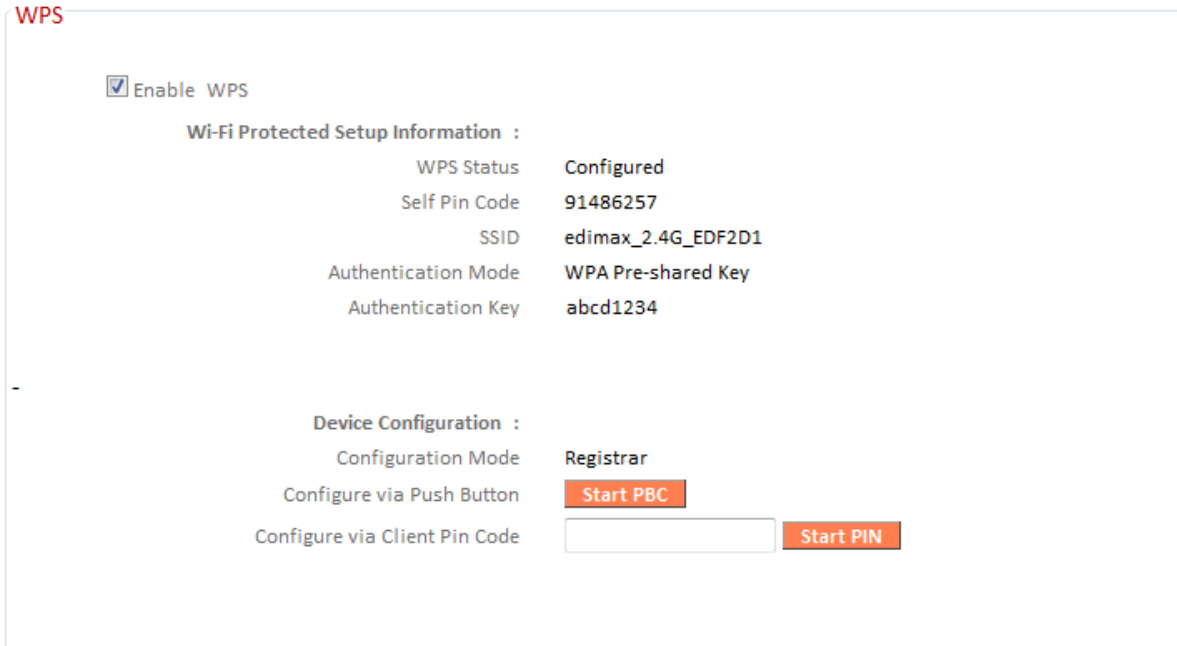 WPS
Enable WPS
Wi-Fi Protected Setup Information :
WPS Status Configured
Self Pin Code 91486257
SSID edimax_2.4G_EDF2D1
Authentication Mode WPA Pre-shared Key
Authentication Key abcd1234
-
Device Configuration :
Configuration Mode Registrar
Configure via Push Button Start PBC
Configure via Client Pin Code Start PIN